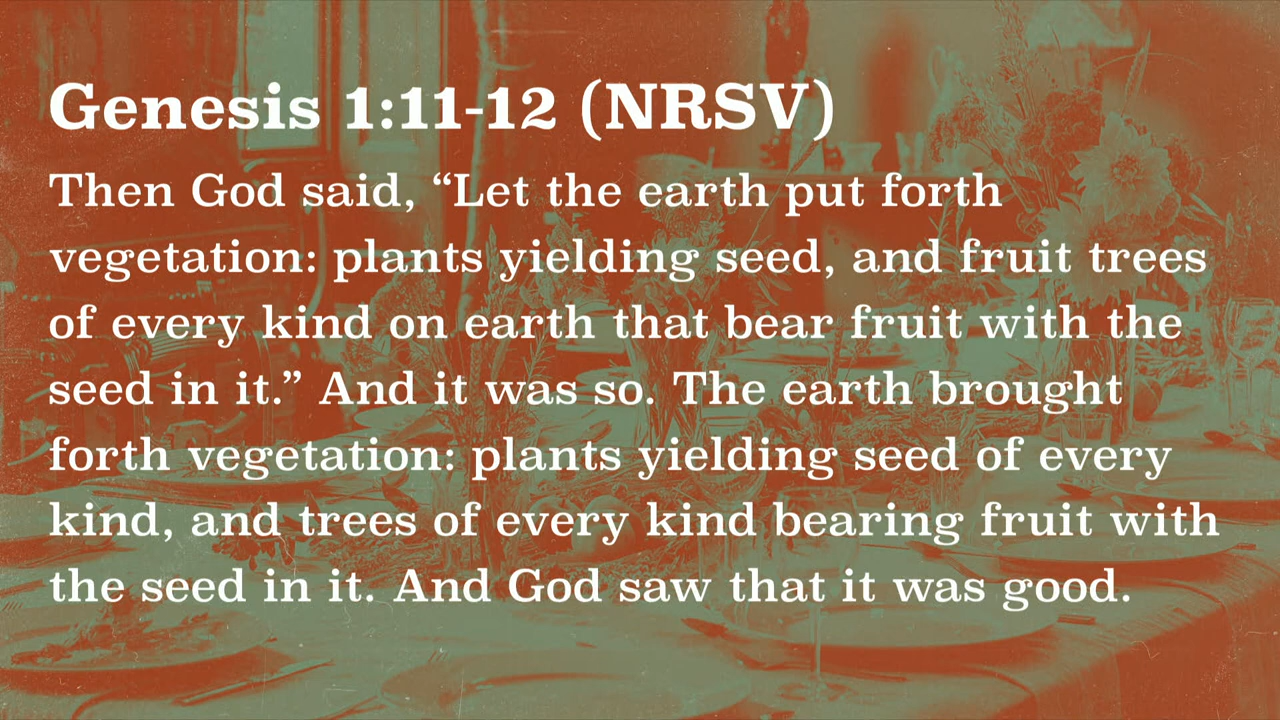 Genesis 1:11-12 (NRSV)
Then God said, “Let the earth put forth
vegetation: plants yielding seed, and fruit trees
of every kind on earth that bear fruit with the
seed in it.” And it was so. The earth brought
forth vegetation: plants yielding seed of every
kind, and trees of every kind bearing fruit with
the seed in it. And God saw that it was good.